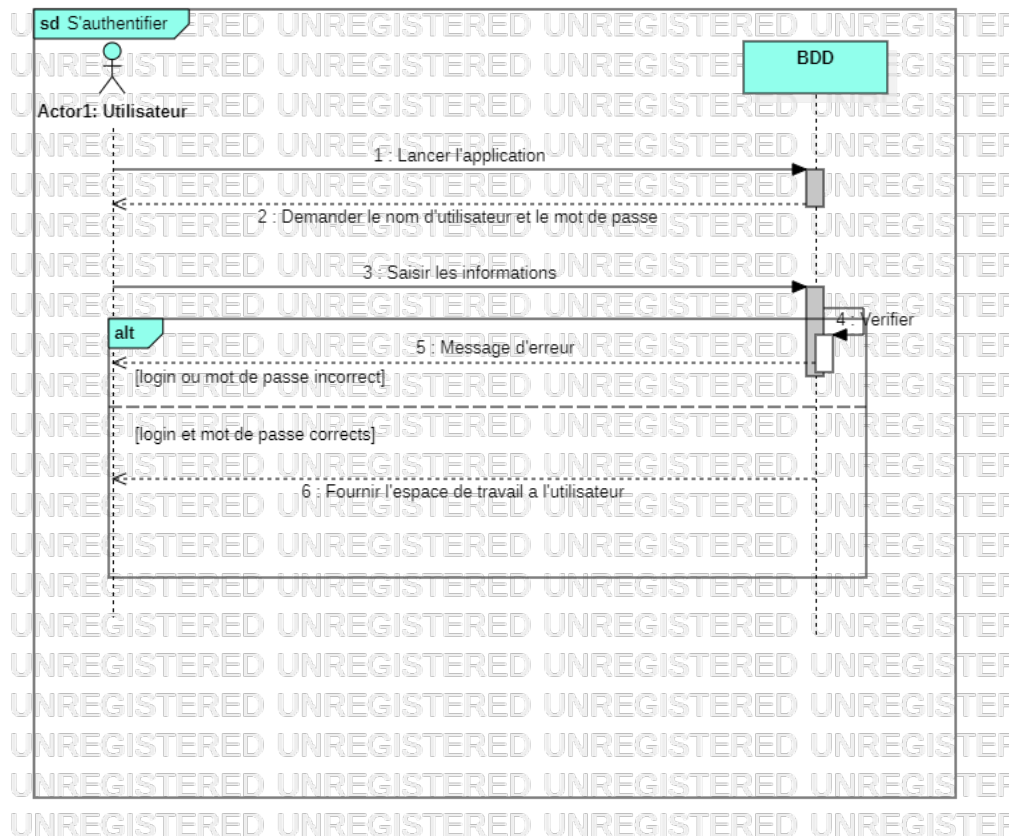 sd S'authentifier
BDD
Actor1: Utilisateur
1 : Lancer l'application
2 : Demander le nom d'utilisateur et le mot de passe
3 : Saisir les informations
4 : Verifier
alt
5 : Message d'erreur
[login ou mot de passe incorrect]
[login et mot de passe corrects]
6 : Fournir l'espace de travail a l'utilisateur
UNREGISTERED UNREGISTERED UNREGISTERED UNREGISTER